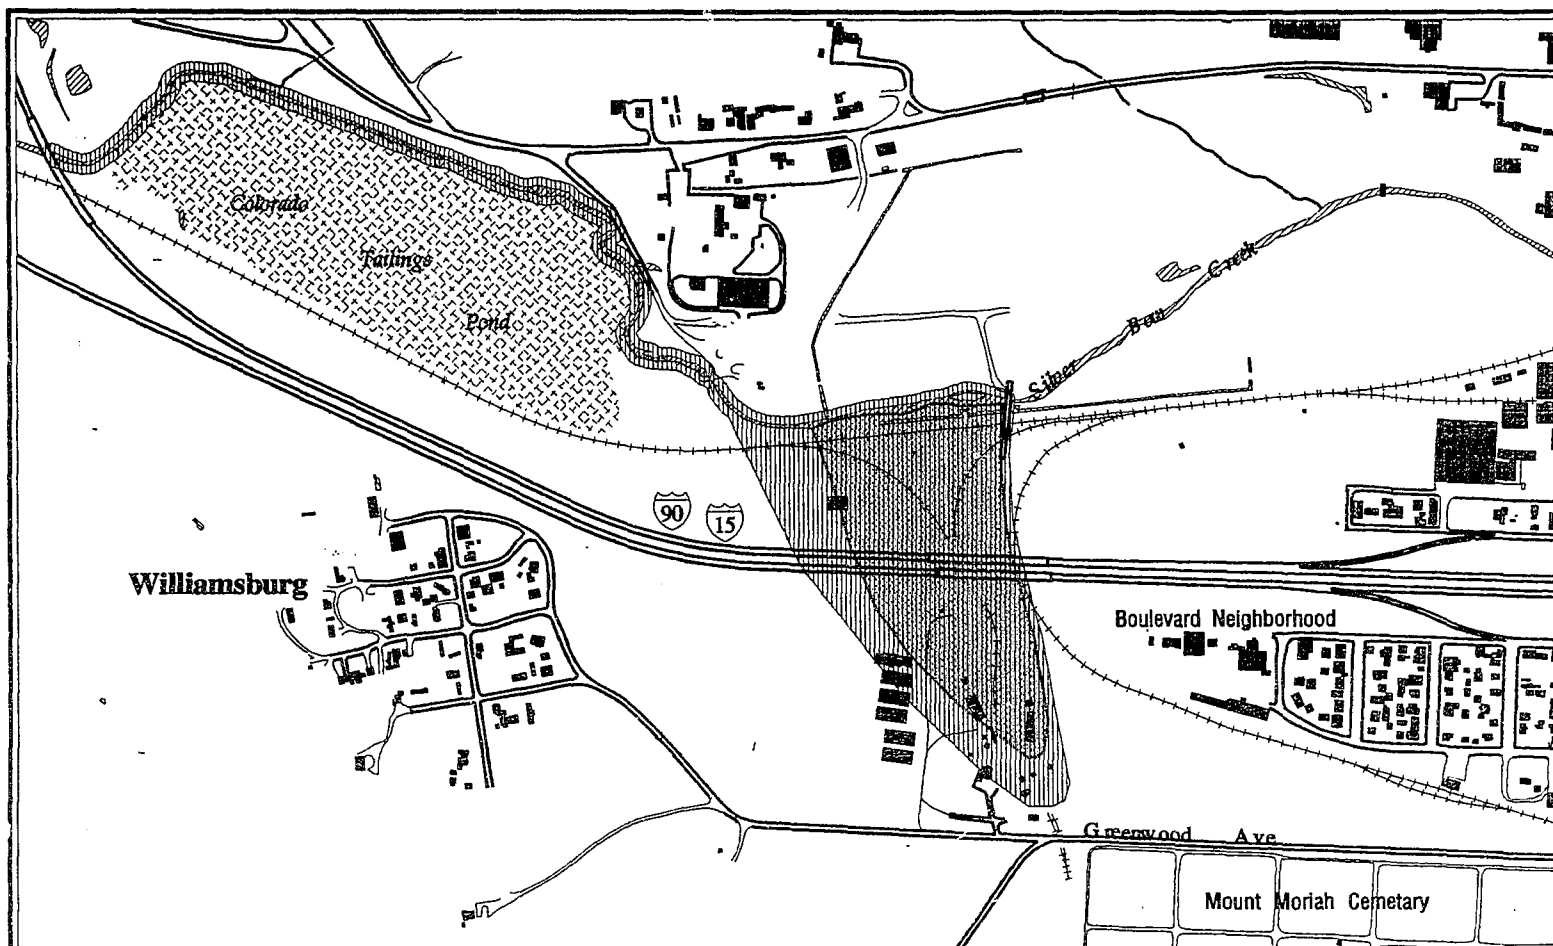 Colorado
Tailings
Pond
Silver Bow Creek
90
15
Williamsburg
Boulevard Neighborhood
Greenwood Ave
Mount Moriah Cemetary